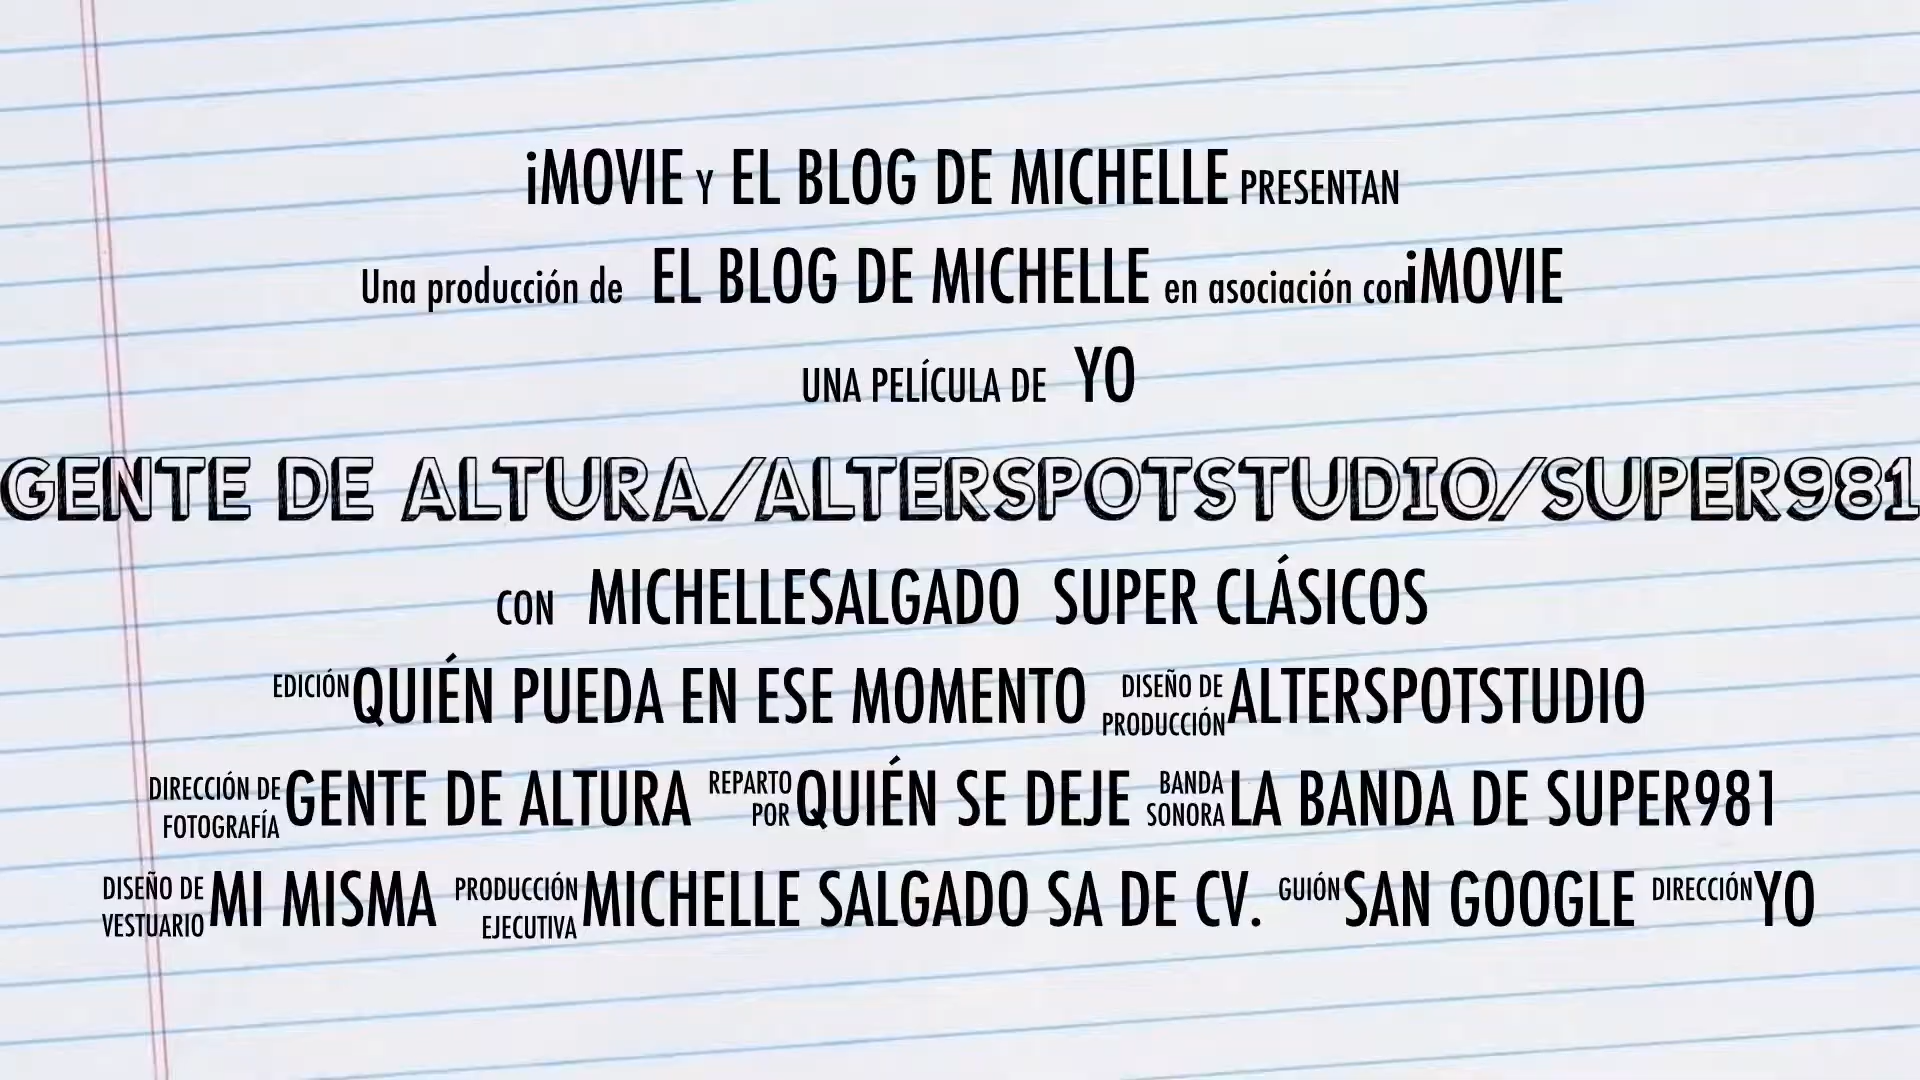 iMOVIE Y EL BLOG DE MICHELLE PRESENTAN
Una producción de EL BLOG DE MICHELLE en asociación con iMOVIE
UNA PELÍCULA DE YO
GENTE DE ALTURA/ALTERSPOTSTUDIO/SUPER981
CON MICHELLESALGADO SUPER CLÁSICOS
EDICIÓN QUIÉN PUEDA EN ESE MOMENTO DISEÑO DE PRODUCCIÓN ALTERSPOTSTUDIO
DIRECCIÓN DE FOTOGRAFÍA GENTE DE ALTURA REPARTO POR QUIÉN SE DEJE BANDA SONORA LA BANDA DE SUPER981
DISEÑO DE VESTUARIO MI MISMA PRODUCCIÓN EJECUTIVA MICHELLE SALGADO SA DE CV. GUIÓN SAN GOOGLE DIRECCIÓN YO